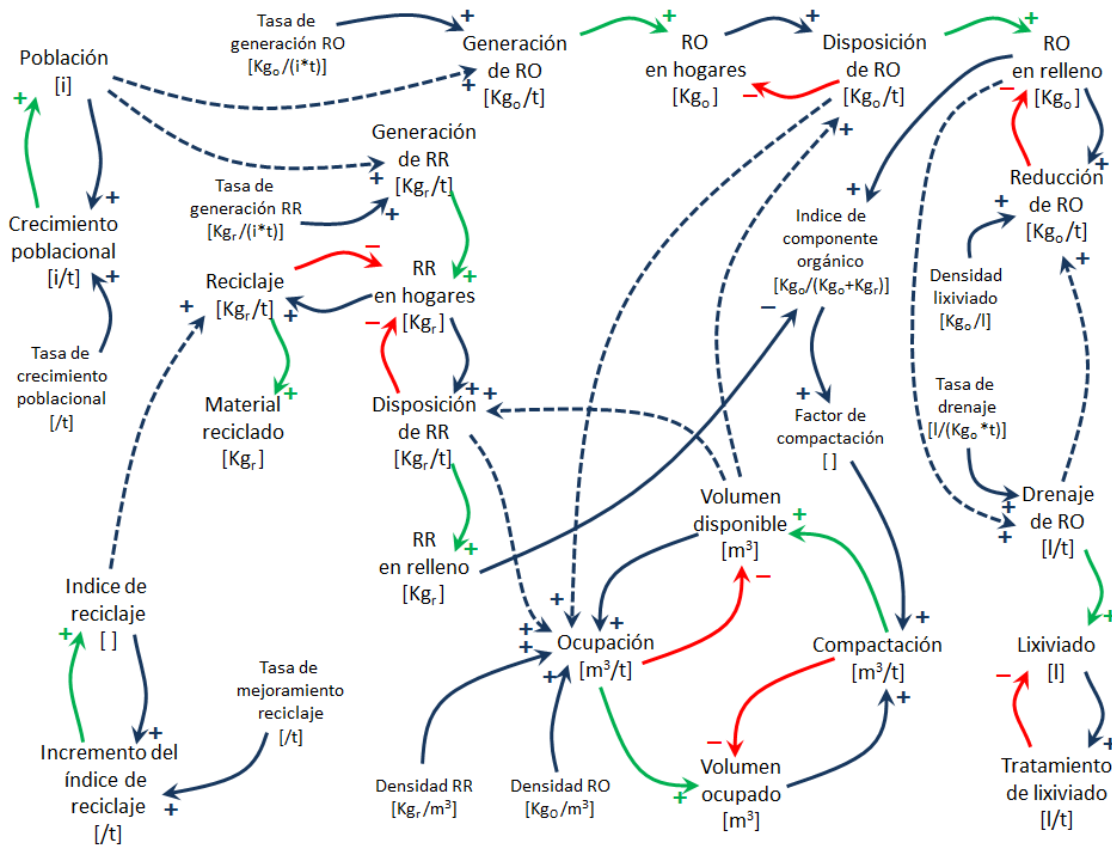 Tasa de
generación RO
[Kgₒ/(i*t)]
Población
[i]
Generación
de RO
[Kgₒ/t]
RO
en hogares
[Kgₒ]
Disposición
de RO
[Kgₒ/t]
RO
en relleno
[Kgₒ]
Generación
de RR
[Kgᵣ/t]
Tasa de
generación RR
[Kgᵣ/(i*t)]
Crecimiento
poblacional
[i/t]
Reciclaje
[Kgᵣ/t]
RR
en hogares
[Kgᵣ]
Indice de
componente
orgánico
[Kgₒ/(Kgₒ+Kgᵣ)]
Reducción
de RO
[Kgₒ/t]
Densidad
lixiviado
[Kgₒ/l]
Tasa de
crecimiento
poblacional
[/t]
Material
reciclado
[Kgᵣ]
Disposición
de RR
[Kgᵣ/t]
Factor de
compactación
[ ]
Tasa de
drenaje
[l/(Kgₒ*t)]
Volumen
disponible
[m³]
Drenaje
de RO
[l/t]
RR
en relleno
[Kgᵣ]
Indice de
reciclaje
[ ]
Ocupación
[m³/t]
Compactación
[m³/t]
Lixiviado
[l]
Tasa de
mejoramiento
reciclaje
[/t]
Incremento del
índice de
reciclaje
[/t]
Densidad RR
[Kgᵣ/m³]
Densidad RO
[Kg_O/m³]
Volumen
ocupado
[m³]
Tratamiento
de lixiviado
[l/t]